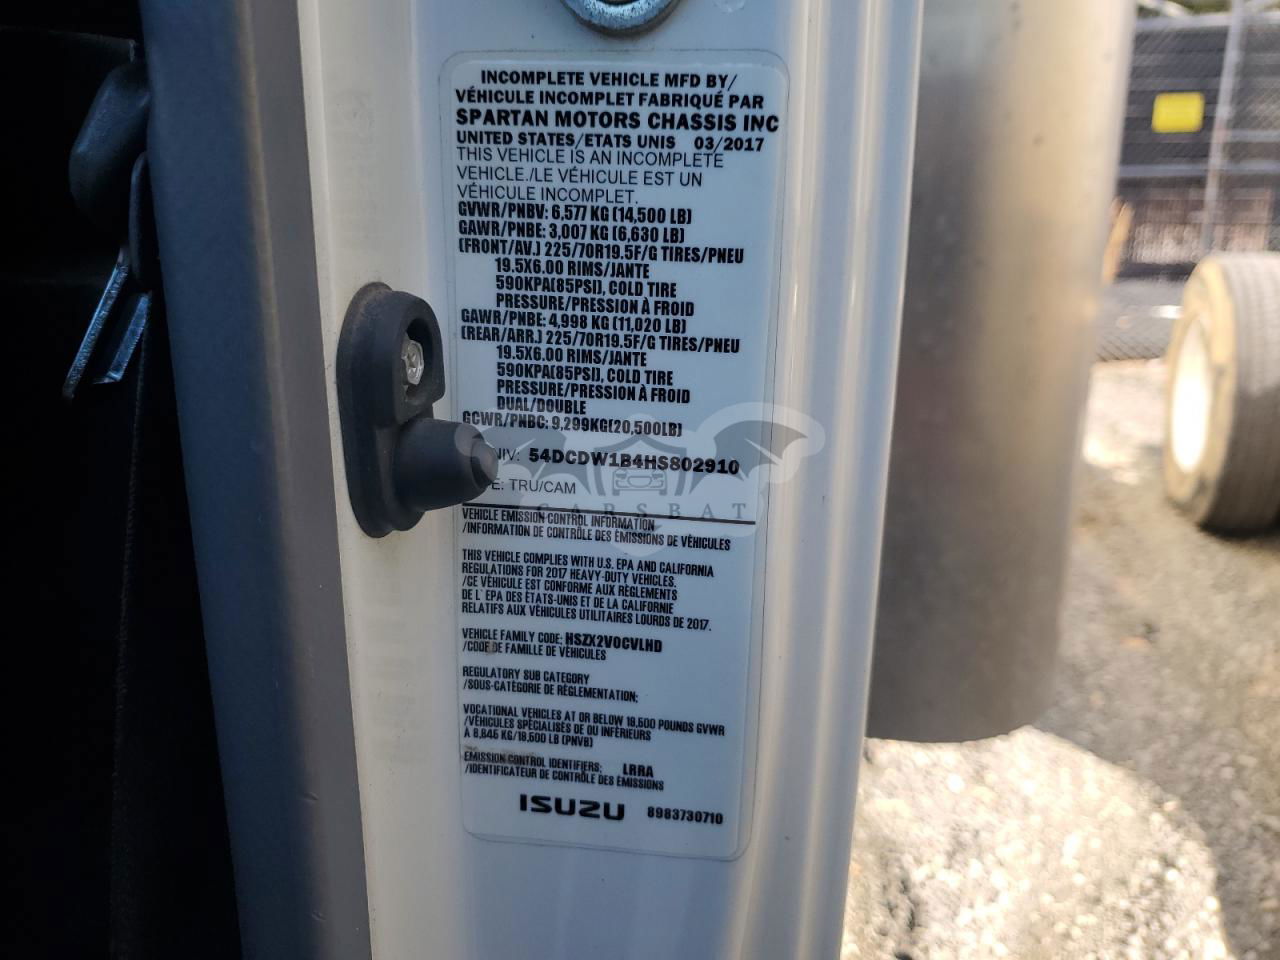 INCOMPLETE VEHICLE MFD BY/
VÉHICULE INCOMPLET FABRIQUÉ PAR
SPARTAN MOTORS CHASSIS INC
UNITED STATES/ETATS UNIS 03/2017
THIS VEHICLE IS AN INCOMPLETE
VEHICLE./LE VÉHICULE EST UN
VÉHICULE INCOMPLET.
GVWR/PNBV: 6,577 KG (14,500 LB)
GAWR/PNBE: 3,007 KG (6,630 LB)
(FRONT/AV.) 225/70R19.5F/G TIRES/PNEU
19.5X6.00 RIMS/JANTE
590KPA(85PSI), COLD TIRE
PRESSURE/PRESSION À FROID
GAWR/PNBE: 4,998 KG (11,020 LB)
(REAR/ARR.) 225/70R19.5F/G TIRES/PNEU
19.5X6.00 RIMS/JANTE
590KPA(85PSI), COLD TIRE
PRESSURE/PRESSION À FROID
DUAL/DOUBLE
GCWR/PNBC: 9,299KG(20,500LB)
NIV: 54DCDW1B4HS802910
E: TRU/CAM
CARSBAT
VEHICLE EMISSION CONTROL INFORMATION
/INFORMATION DE CONTRÔLE DES ÉMISSIONS DE VÉHICULES
THIS VEHICLE COMPLIES WITH U.S. EPA AND CALIFORNIA
REGULATIONS FOR 2017 HEAVY-DUTY VEHICLES.
/CE VÉHICULE EST CONFORME AUX RÈGLEMENTS
DE L' EPA DES ÉTATS-UNIS ET DE LA CALIFORNIE
RELATIFS AUX VÉHICULES UTILITAIRES LOURDS DE 2017.
VEHICLE FAMILY CODE: HSZX2VOCVLHD
/CODE DE FAMILLE DE VÉHICULES
REGULATORY SUB CATEGORY
/SOUS-CATÉGORIE DE RÉGLEMENTATION:
VOCATIONAL VEHICLES AT OR BELOW 19,500 POUNDS GVWR
/VÉHICULES SPÉCIALISÉS DE OU INFÉRIEURS
À 8,845 KG/19,500 LB (PNVB)
EMISSION CONTROL IDENTIFIERS: LRRA
/IDENTIFICATEUR DE CONTRÔLE DES ÉMISSIONS
ISUZU 8983730710